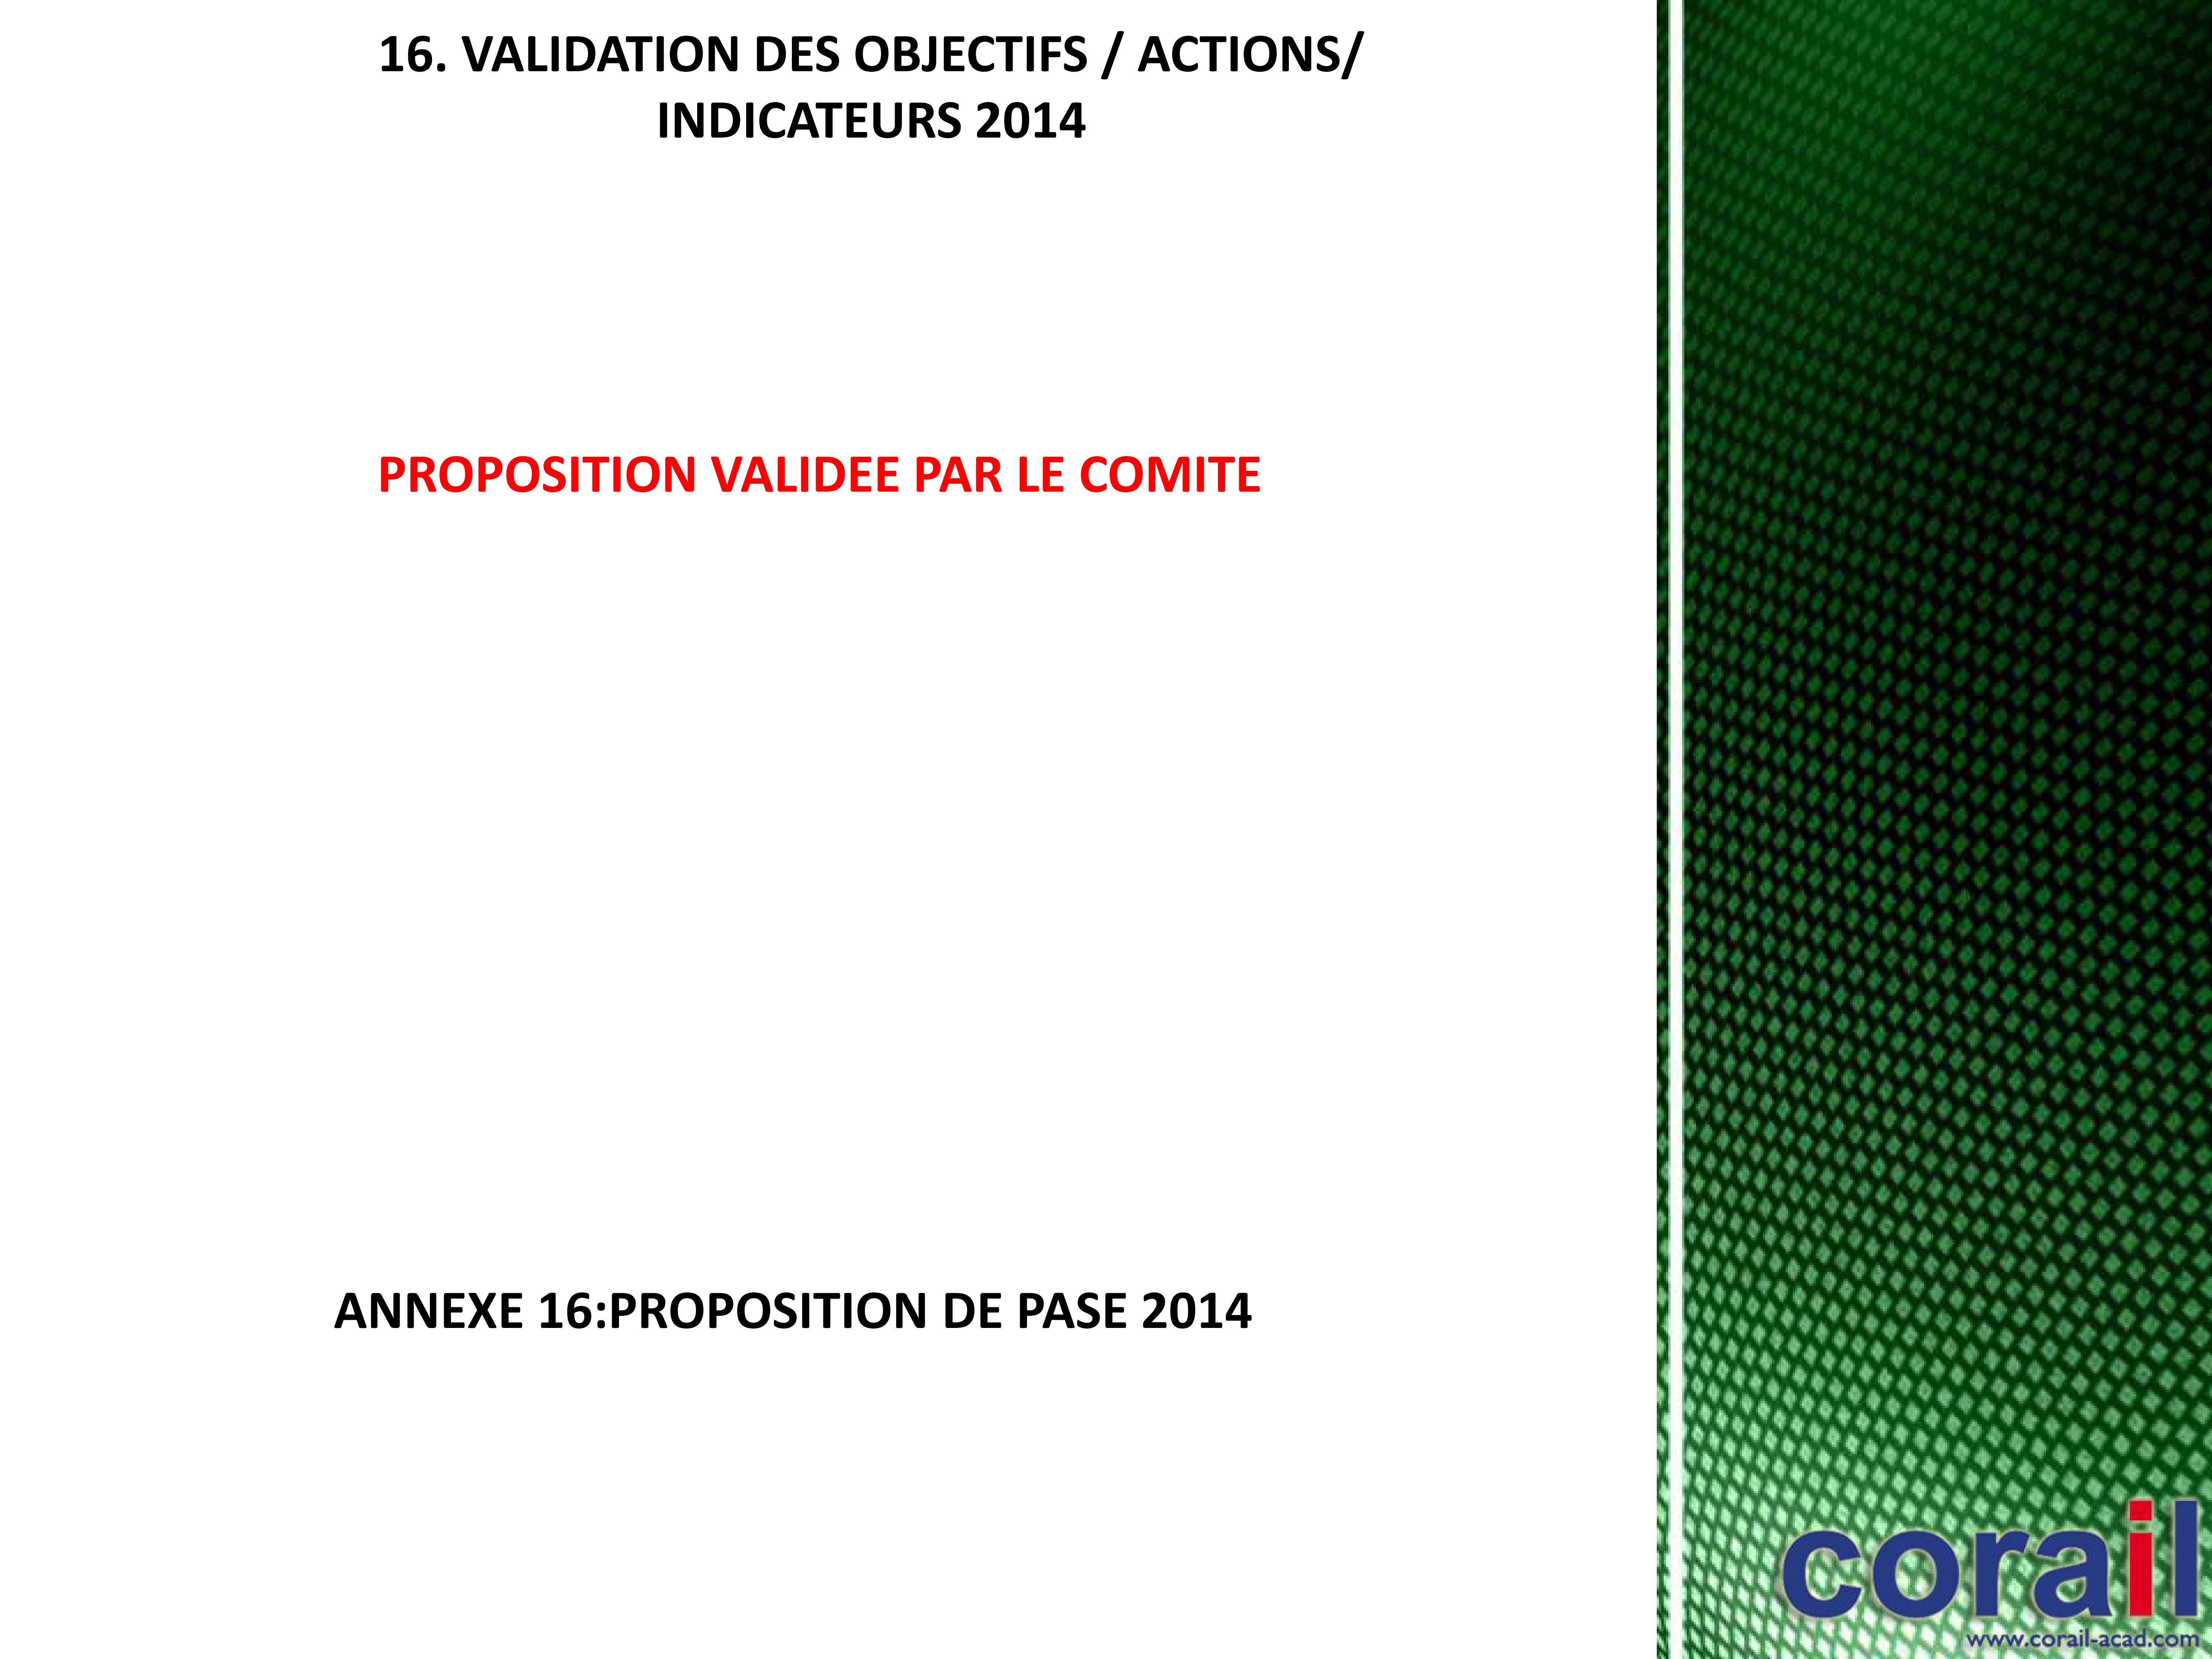 16. VALIDATION DES OBJECTIFS / ACTIONS/
INDICATEURS 2014
PROPOSITION VALIDEE PAR LE COMITE
ANNEXE 16:PROPOSITION DE PASE 2014
corail
www.corail-acad.com